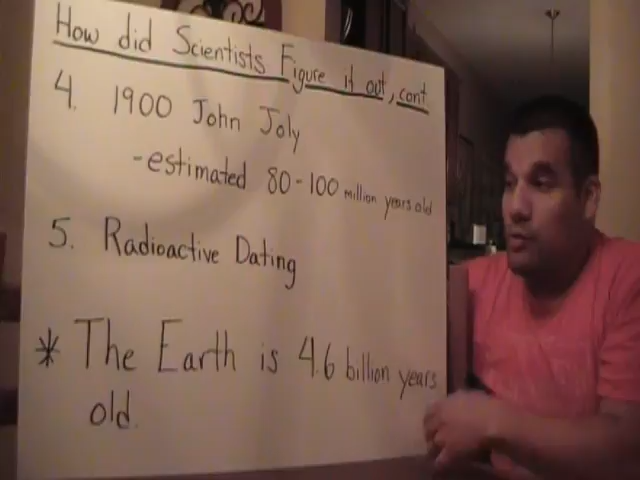 How did Scientists Figure it out, cont
4. 1900 John Joly
- estimated 80-100 million years old
5. Radioactive Dating
* The Earth is 4.6 billion years
old.